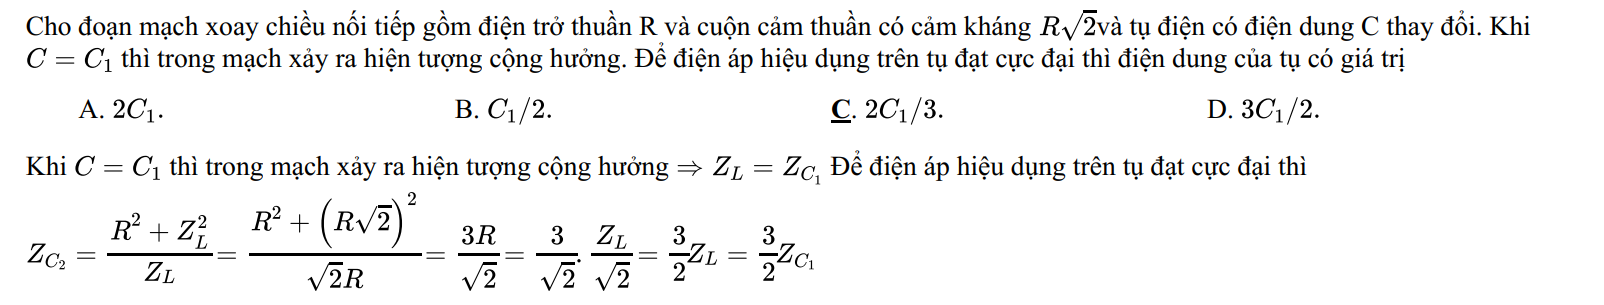 Cho đoạn mạch xoay chiều nối tiếp gồm điện trở thuần R và cuộn cảm thuần có cảm kháng $R\sqrt{2}$và tụ điện có điện dung C thay đổi. Khi
$C = C_1$ thì trong mạch xảy ra hiện tượng cộng hưởng. Để điện áp hiệu dụng trên tụ đạt cực đại thì điện dung của tụ có giá trị
A. $2C_1$. B. $C_1/2$. C. $2C_1/3$. D. $3C_1/2$.
Khi $C = C_1$ thì trong mạch xảy ra hiện tượng cộng hưởng $\Rightarrow Z_L = Z_{C_1}$ Để điện áp hiệu dụng trên tụ đạt cực đại thì
$Z_{C_2} = \frac{R^2 + Z_L^2}{Z_L} = \frac{R^2 + \left(R\sqrt{2}\right)^2}{\sqrt{2}R} = \frac{3R}{\sqrt{2}} = \frac{3}{\sqrt{2}} \cdot \frac{Z_L}{\sqrt{2}} = \frac{3}{2}Z_L = \frac{3}{2}Z_{C_1}$